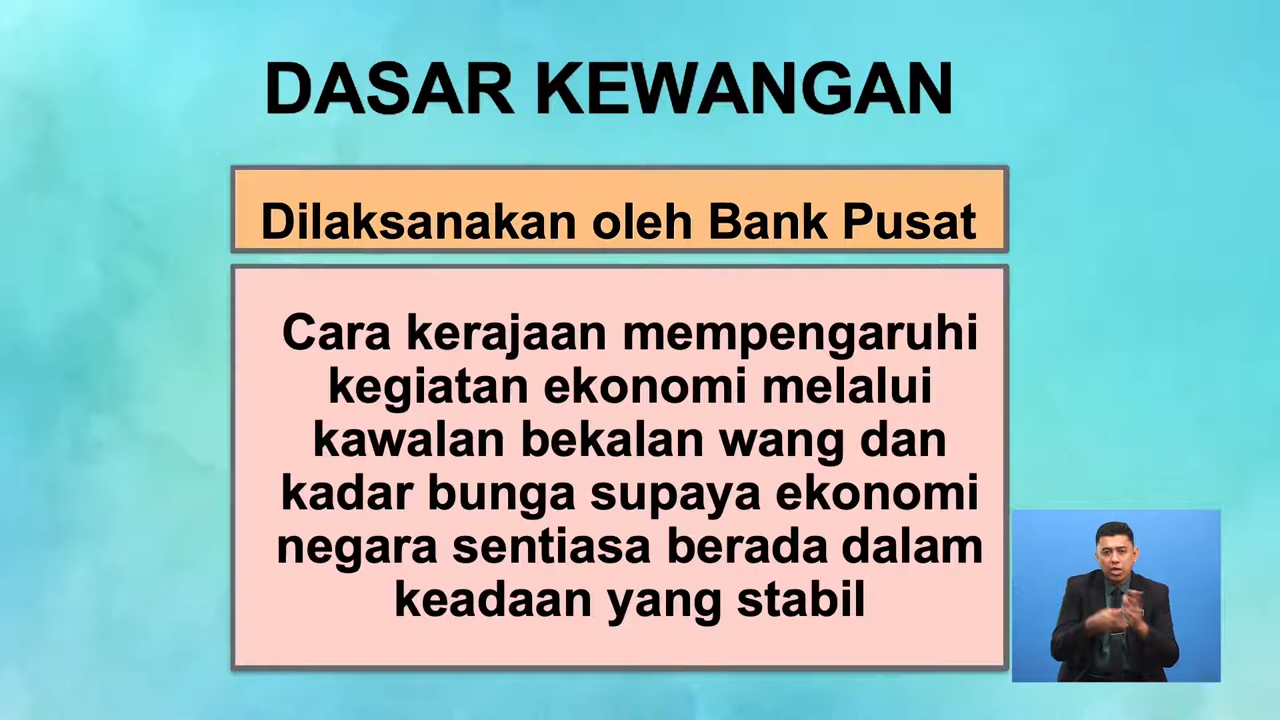 DASAR KEWANGAN
Dilaksanakan oleh Bank Pusat
Cara kerajaan mempengaruhi
kegiatan ekonomi melalui
kawalan bekalan wang dan
kadar bunga supaya ekonomi
negara sentiasa berada dalam
keadaan yang stabil